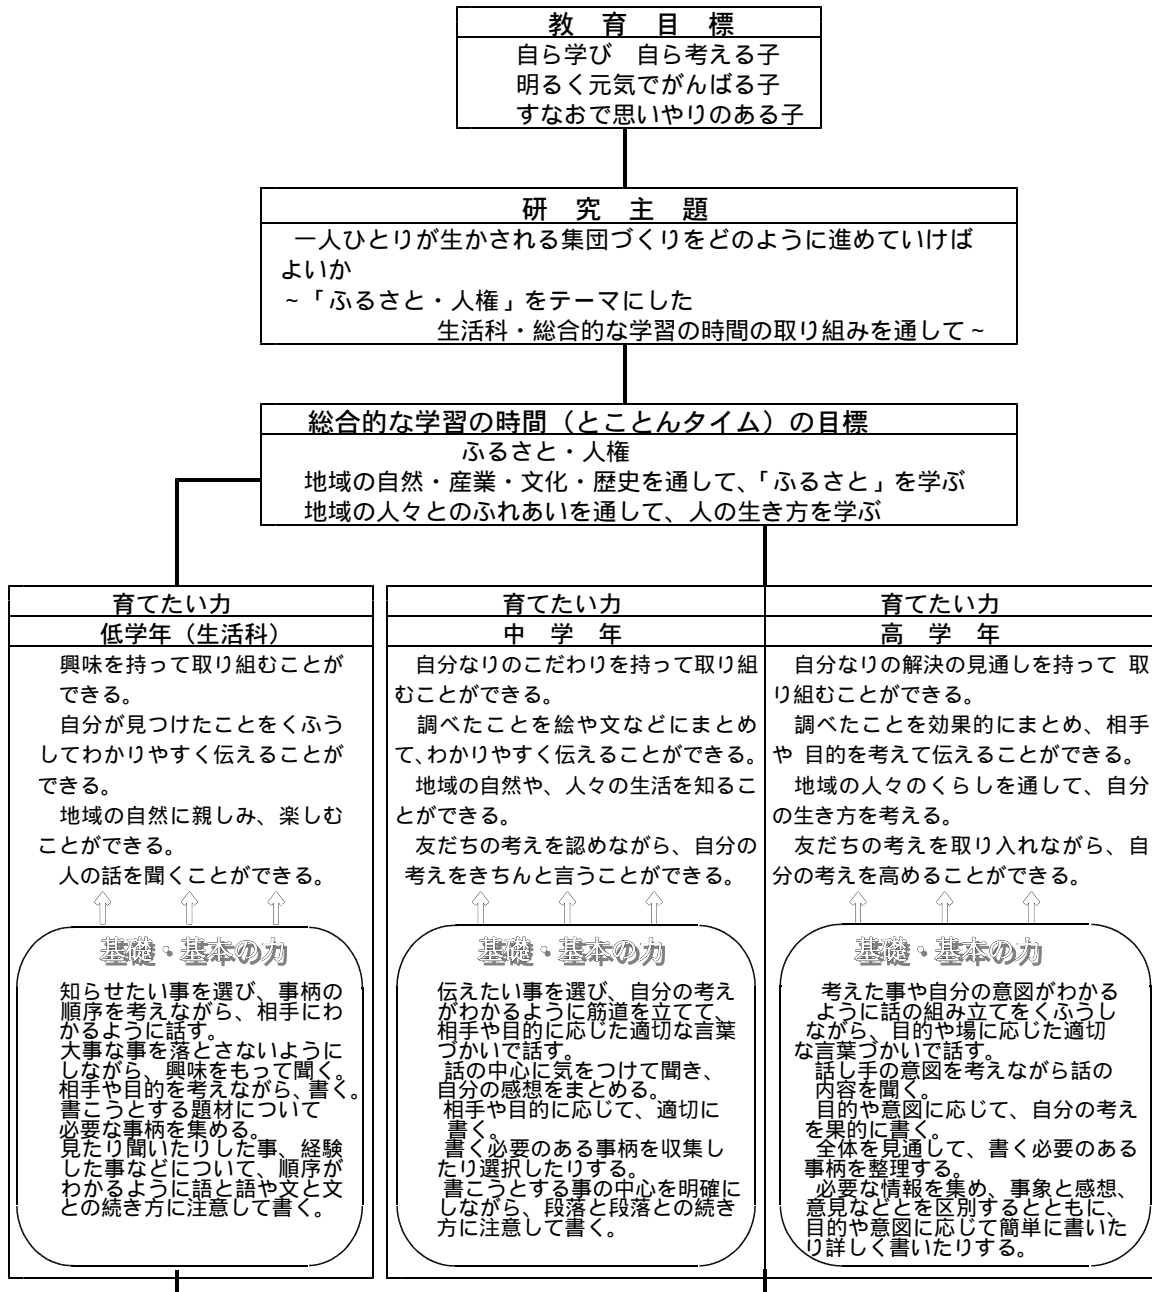 教 育 目 標
自ら学び 自ら考える子
明るく元気でがんばる子
すなおで思いやりのある子
研 究 主 題
一人ひとりが生かされる集団づくりをどのように進めていけば
よいか
~「ふるさと・人権」をテーマにした
生活科・総合的な学習の時間の取り組みを通して~
総合的な学習の時間（とことんタイム）の目標
ふるさと・人権
地域の自然・産業・文化・歴史を通して、「ふるさと」を学ぶ
地域の人々とのふれあいを通して、人の生き方を学ぶ
育てたい力
低学年（生活科）
興味を持って取り組むことが
できる。
自分が見つけたことをくふう
してわかりやすく伝えることが
できる。
地域の自然に親しみ、楽しむ
ことができる。
人の話を聞くことができる。
基礎・基本の力
知らせたい事を選び、事柄の
順序を考えながら、相手にわ
かるように話す。
大事な事を落とさないように
しながら、興味をもって聞く。
相手や目的を考えながら、書く。
書こうとする題材について
必要な事柄を集める。
見たり聞いたりした事、経験
した事などについて、順序が
わかるように語と語や文と文
との続き方に注意して書く。
育てたい力
中 学 年
自分なりのこだわりを持って取り組
むことができる。
調べたことを絵や文などにまとめ
て、わかりやすく伝えることができる。
地域の自然や、人々の生活を知るこ
とができる。
友だちの考えを認めながら、自分の
考えをきちんと言うことができる。
基礎・基本の力
伝えたい事を選び、自分の考え
がわかるように筋道を立てて、
相手や目的に応じた適切な言葉
づかいで話す。
話の中心に気をつけて聞き、
自分の感想をまとめる。
相手や目的に応じて、適切に
書く。
書く必要のある事柄を収集し
たり選択したりする。
書こうとする事の中心を明確に
しながら、段落と段落との続き
方に注意して書く。
育てたい力
高 学 年
自分なりの解決の見通しを持って 取
り組むことができる。
調べたことを効果的にまとめ、相手
や 目的を考えて伝えることができる。
地域の人々のくらしを通して、自分
の生き方を考える。
友だちの考えを取り入れながら、自
分の考えを高めることができる。
基礎・基本の力
考えた事や自分の意図がわかる
ように話の組み立てをくふうし
ながら、目的や場に応じた適切
な言葉づかいで話す。
話し手の意図を考えながら話の
内容を聞く。
目的や意図に応じて、自分の考え
を果的に書く。
全体を見通して、書く必要のある
事柄を整理する。
必要な情報を集め、事象と感想、
意見などとを区別するとともに、
目的や意図に応じて簡単に書いた
り詳しく書いたりする。